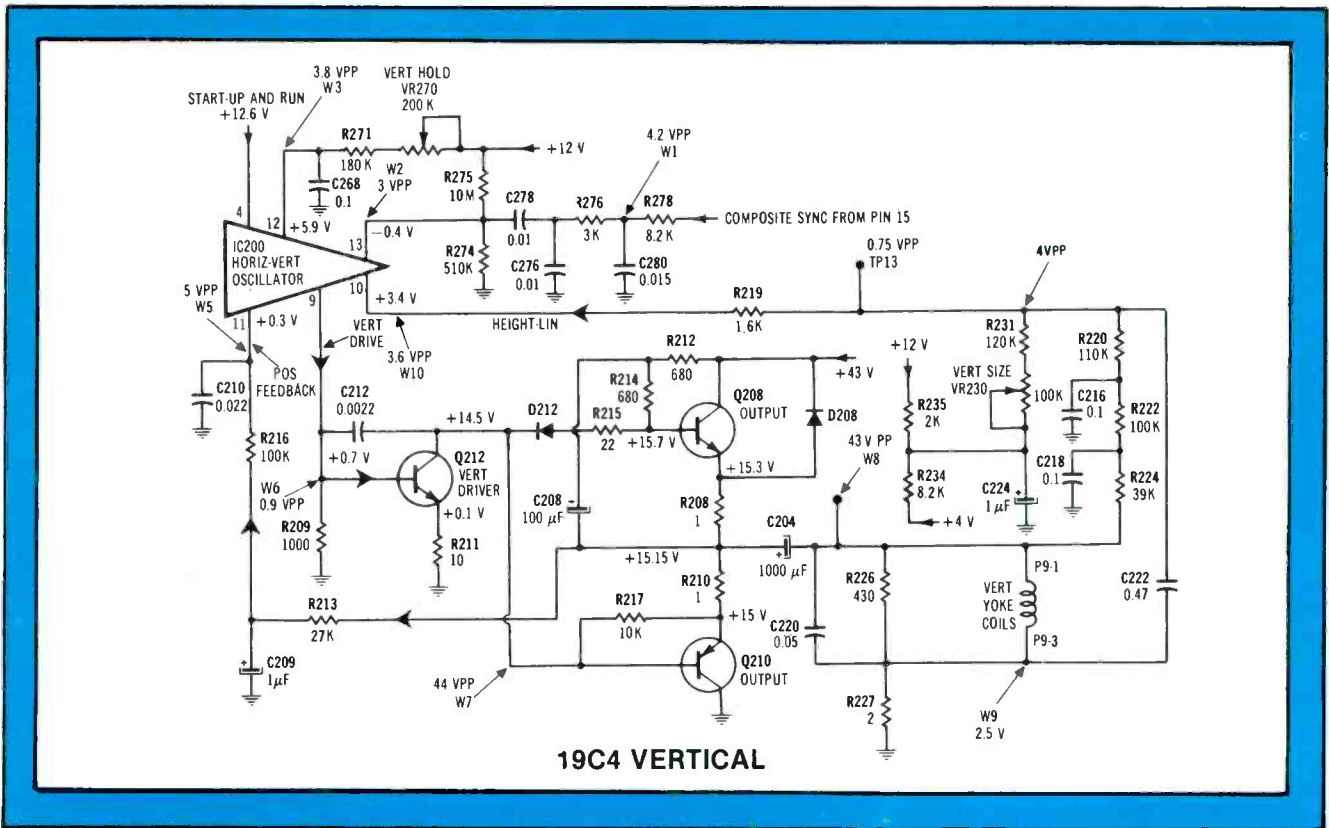 START-UP AND RUN
+12.6 V
3.8 VPP
W3
VERT HOLD
VR270
200 K
R271
180 K
C268
0.1
+12 V
W2
3 VPP
R275
10 M
4.2 VPP
W1
C278
0.01
R276
3 K
R278
8.2 K
COMPOSITE SYNC FROM PIN 15
4
12
+5.9 V
13
−0.4 V
IC200
HORIZ-VERT
OSCILLATOR
R274
510K
C276
0.01
C280
0.015
0.75 VPP
TP13
4VPP
10
+3.4 V
9
11
+0.3 V
5 VPP
W5
HEIGHT-LIN
R219
1.6K
VERT
DRIVE
3.6 VPP
W10
POS
FEEDBACK
C210
0.022
C212
0.0022
R216
100K
R212
680
R214
680
+43 V
+12 V
R231
120 K
R220
110 K
VERT SIZE
VR230
100K
C216
0.1
R222
100 K
R235
2K
+14.5 V
D212
R215
22
+15.7 V
Q208
OUTPUT
D208
+15.3 V
+0.7 V
Q212
VERT
DRIVER
+0.1 V
W6
0.9 VPP
R209
1000
R211
10
C208
100 µF
R208
1
43 V PP
W8
R234
8.2 K
+4 V
C218
0.1
R224
39K
C224
1 µF
+15.15 V
C204
1000 µF
R210
1
R213
27K
C209
1µF
R217
10K
+15 V
Q210
OUTPUT
44 VPP
W7
C220
0.05
R226
430
P9-1
VERT
YOKE
COILS
P9-3
C222
0.47
R227
2
W9
2.5 V
19C4 VERTICAL